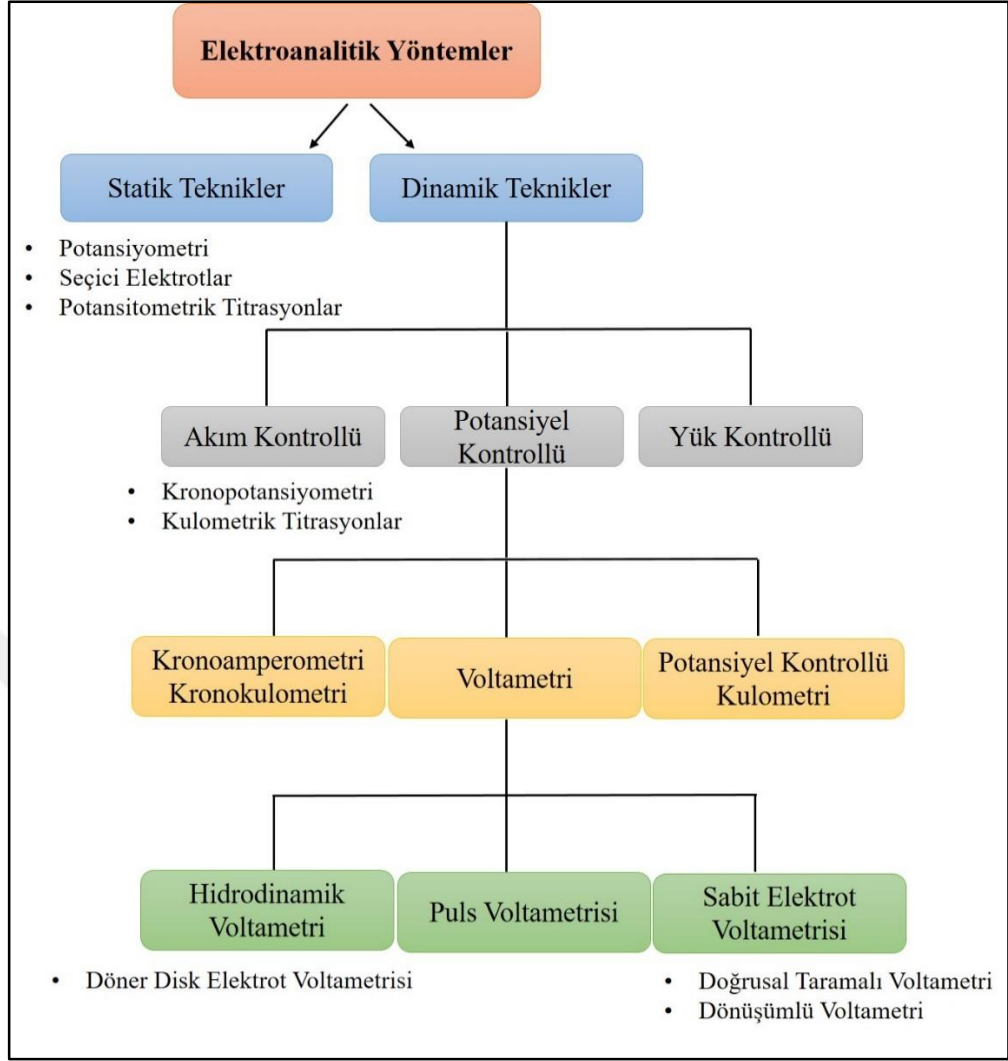 Elektroanalitik Yöntemler
Statik Teknikler
Dinamik Teknikler
• Potansiyometri
• Seçici Elektrotlar
• Potansitometrik Titrasyonlar
Akım Kontrollü
Potansiyel
Kontrollü
Yük Kontrollü
• Kronopotansiyometri
• Kulometrik Titrasyonlar
Kronoamperometri
Kronokulometri
Voltametri
Potansiyel Kontrollü
Kulometri
Hidrodinamik
Voltametri
Puls Voltametrisi
Sabit Elektrot
Voltametrisi
• Döner Disk Elektrot Voltametrisi
• Doğrusal Taramalı Voltametri
• Dönüşümlü Voltametri